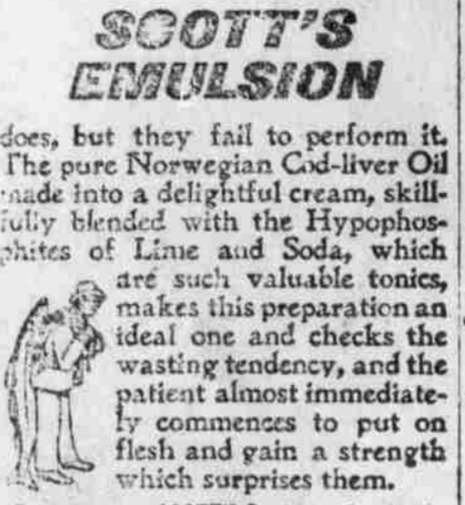 SCOTT'S
EMULSION
does, but they fail to perform it.
The pure Norwegian Cod-liver Oil
made into a delightful cream, skill-
fully blended with the Hypophos-
phites of Lime and Soda, which
are such valuable tonics,
makes this preparation an
ideal one and checks the
wasting tendency, and the
patient almost immediate-
ly commences to put on
flesh and gain a strength
which surprises them.